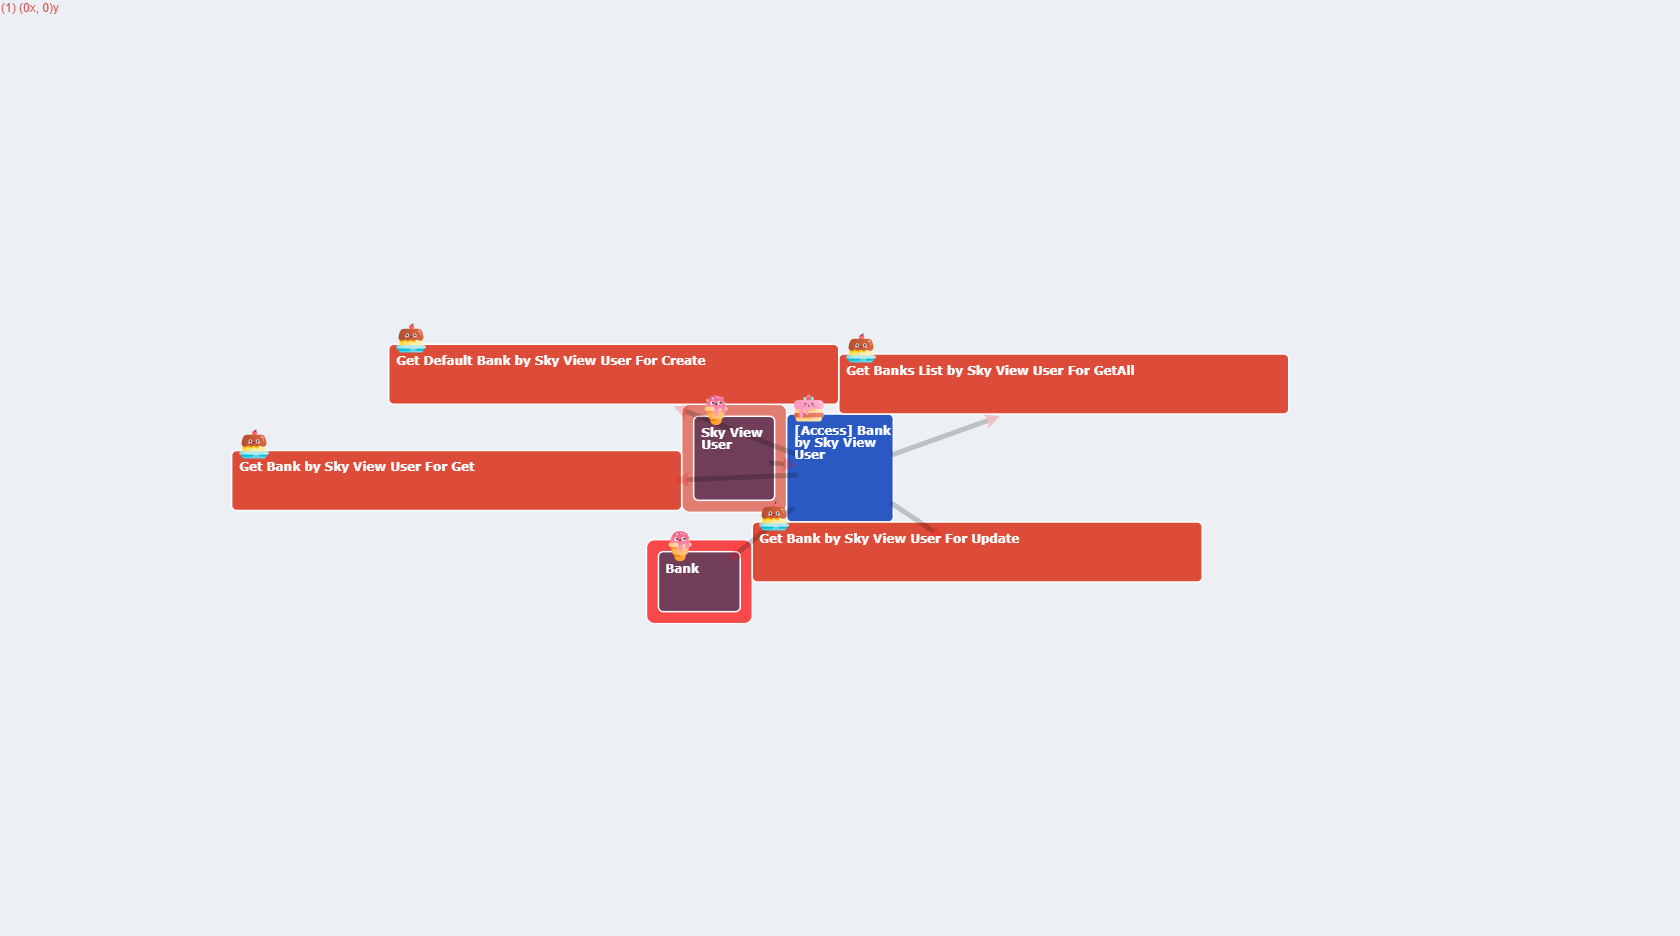 (1) (0x, 0)y
Get Default Bank by Sky View User For Create
Get Banks List by Sky View User For GetAll
Sky View
User
[Access] Bank
by Sky View
User
Get Bank by Sky View User For Get
Get Bank by Sky View User For Update
Bank